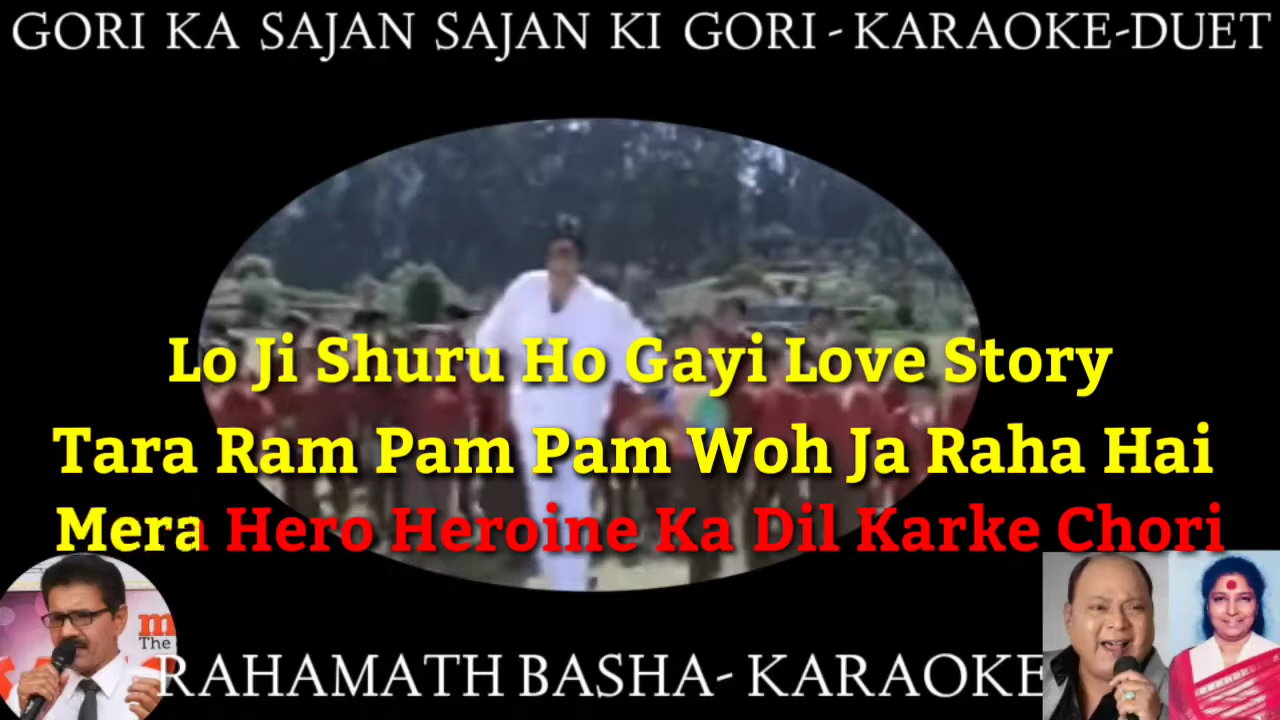 GORI KA SAJAN SAJAN KI GORI - KARAOKE-DUET
Lo Ji Shuru Ho Gayi Love Story
Tara Ram Pam Pam Woh Ja Raha Hai
Mera Hero Heroine Ka Dil Karke Chori
m
The
RAHAMATH BASHA- KARAOKE